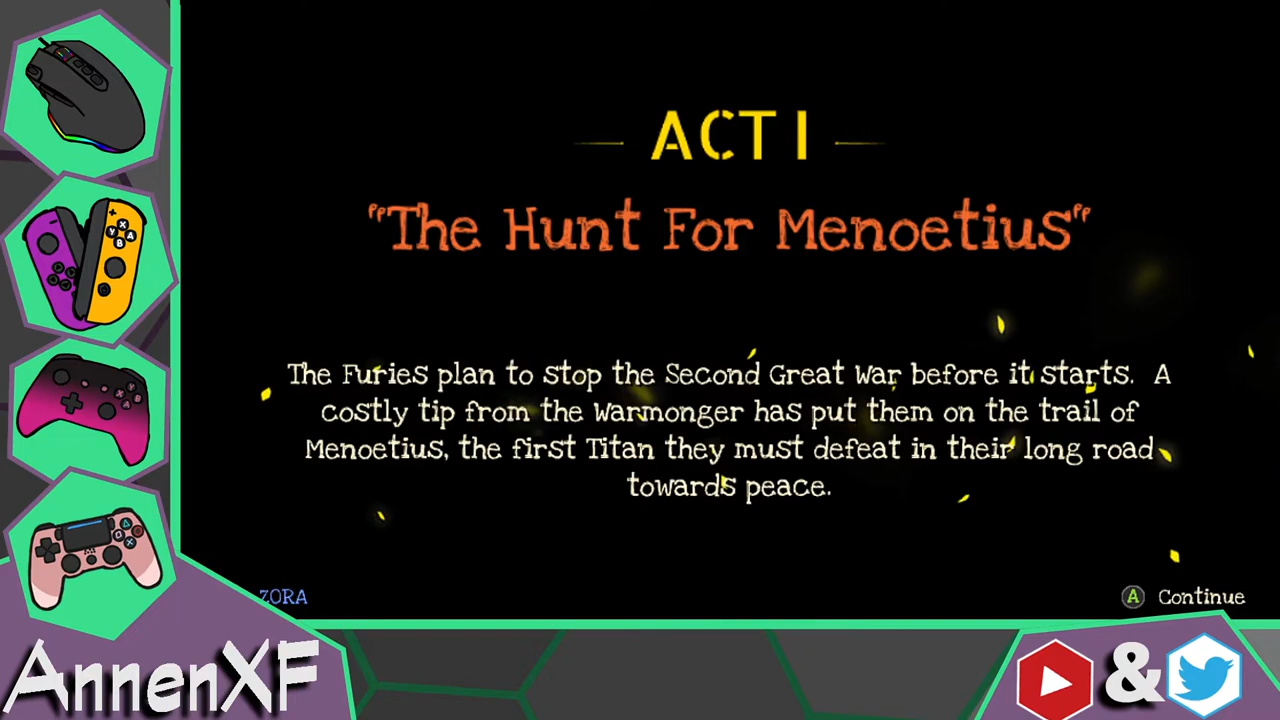 ACT I
"The Hunt For Menoetius"
The Furies plan to stop the Second Great War before it starts. A
costly tip from the Warmonger has put them on the trail of
Menoetius, the first Titan they must defeat in their long road
towards peace.
ZORA
A Continue
AnnenXF
&